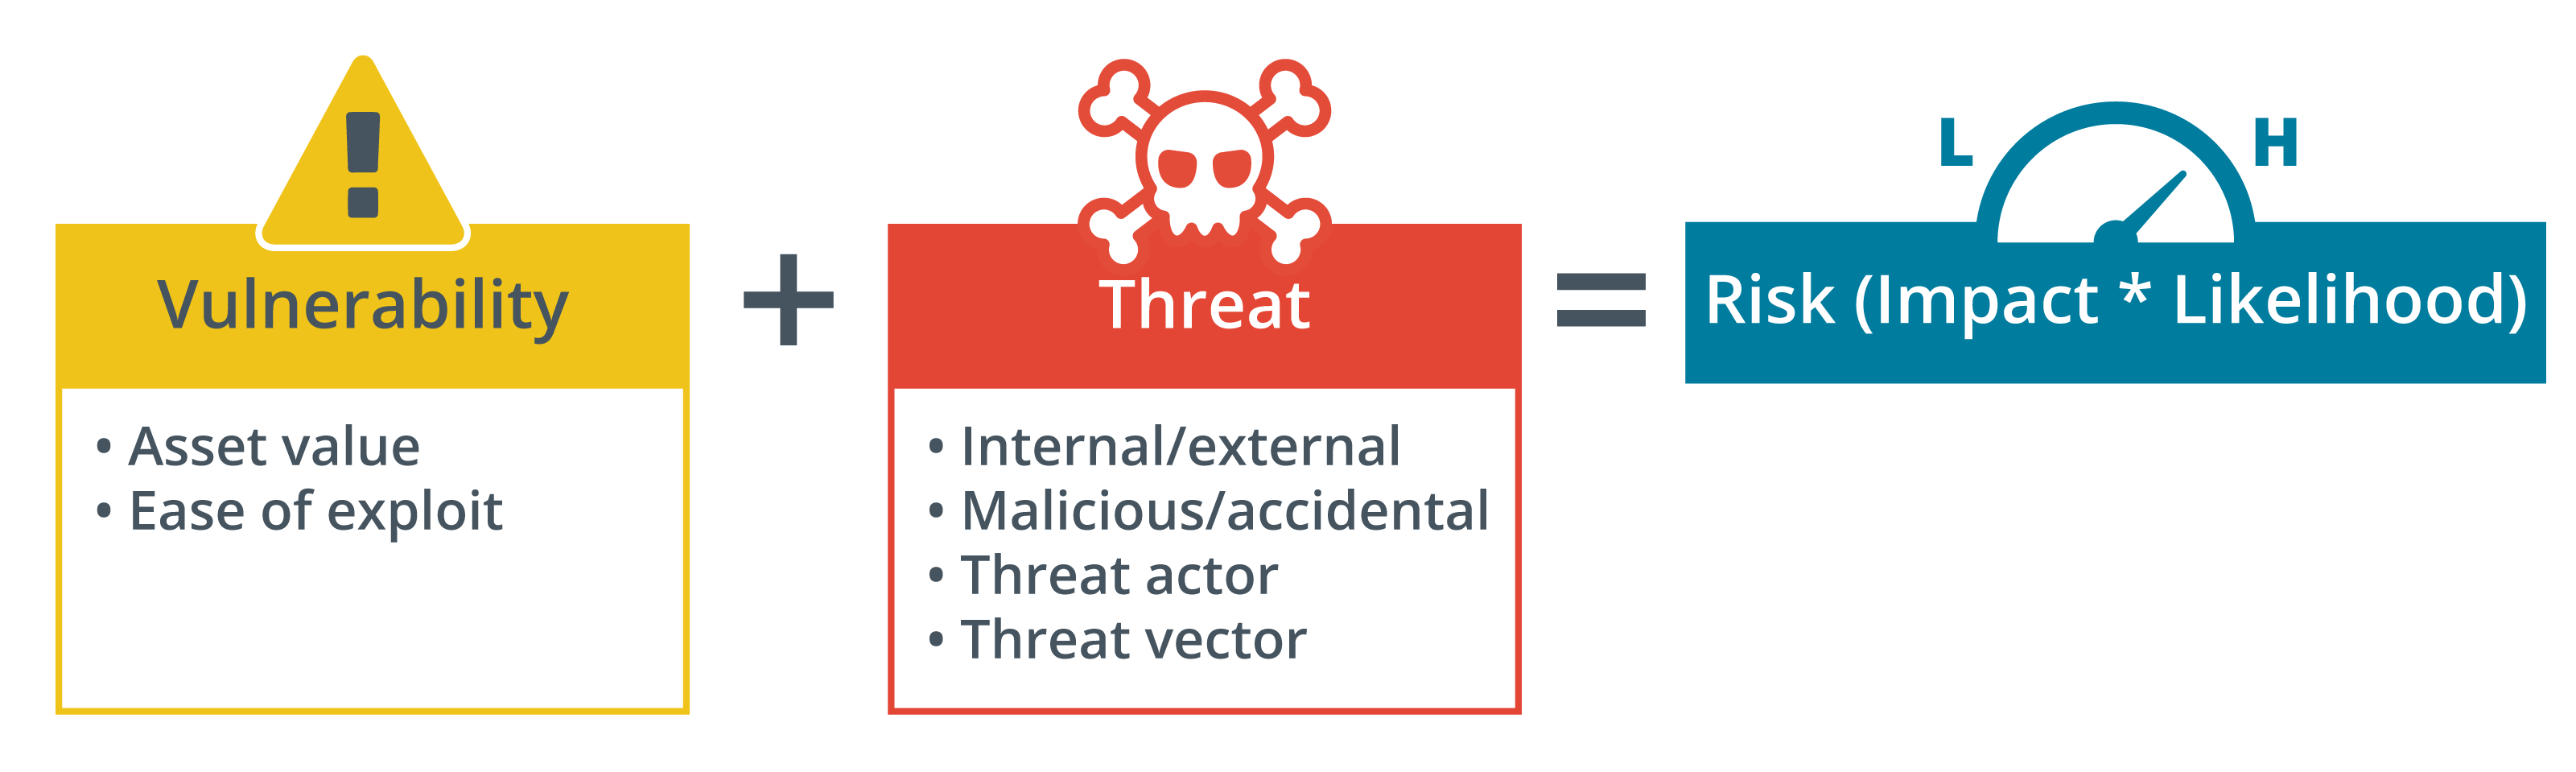 Vulnerability
• Asset value
• Ease of exploit
+
Threat
• Internal/external
• Malicious/accidental
• Threat actor
• Threat vector
=
L H
Risk (Impact * Likelihood)